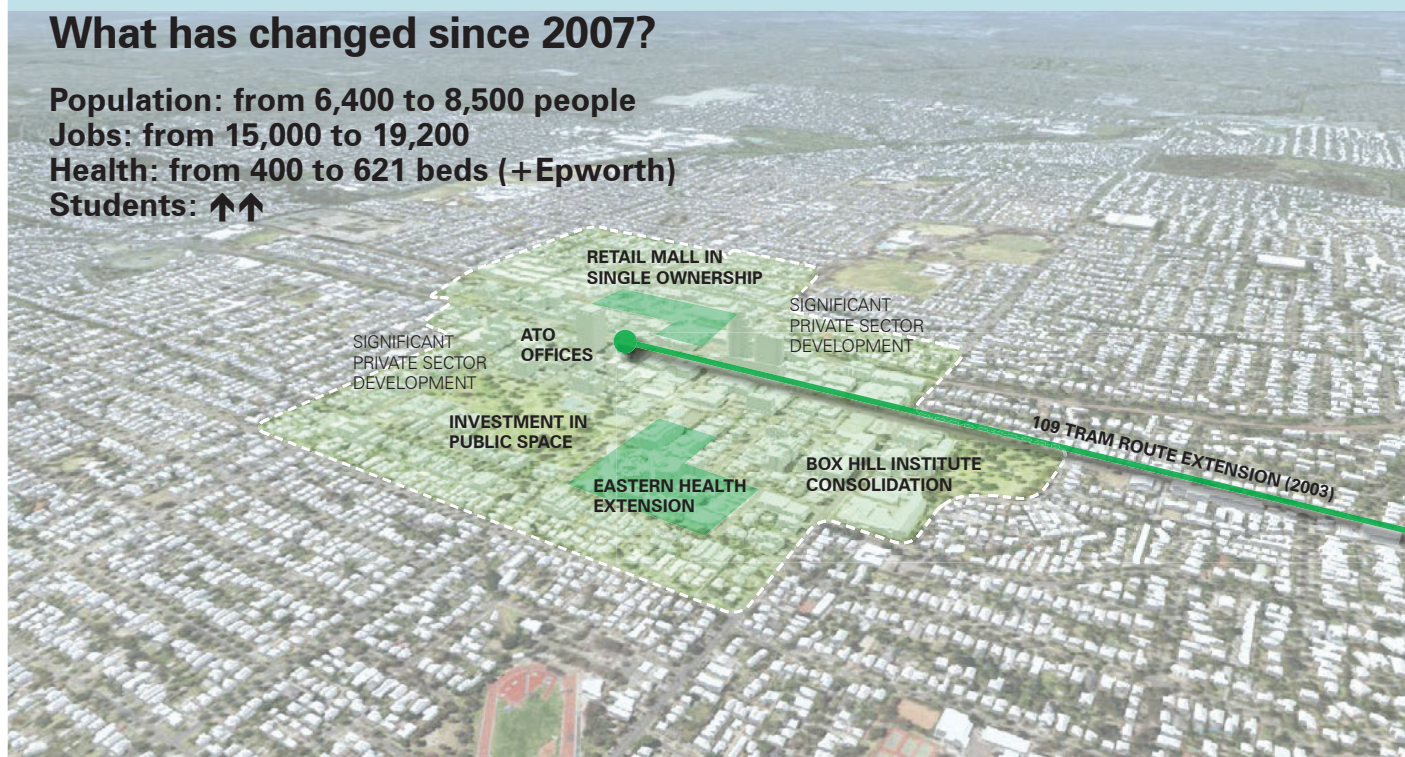 What has changed since 2007?
Population: from 6,400 to 8,500 people
Jobs: from 15,000 to 19,200
Health: from 400 to 621 beds (+Epworth)
Students: ↑↑
RETAIL MALL IN
SINGLE OWNERSHIP
SIGNIFICANT
PRIVATE SECTOR
DEVELOPMENT
ATO
OFFICES
SIGNIFICANT
PRIVATE SECTOR
DEVELOPMENT
INVESTMENT IN
PUBLIC SPACE
109 TRAM ROUTE EXTENSION (2003)
BOX HILL INSTITUTE
CONSOLIDATION
EASTERN HEALTH
EXTENSION